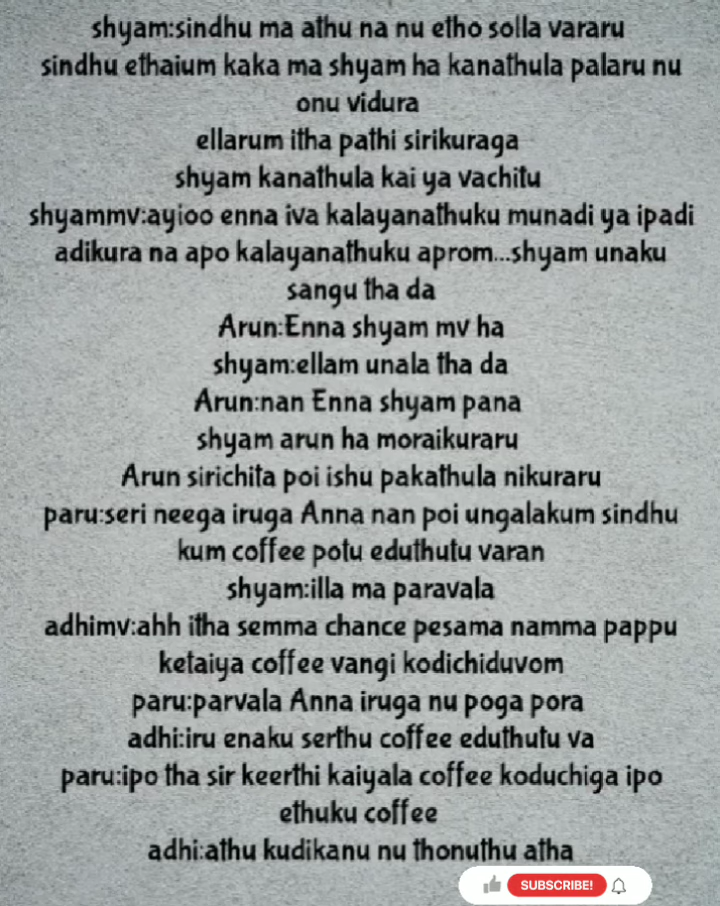 shyam:sindhu ma athu na nu etho solla vararu
sindhu ethaium kaka ma shyam ha kanathula palaru nu
onu vidura
ellarum itha pathi sirikuraga
shyam kanathula kai ya vachitu
shyammv:ayioo enna iva kalayanathuku munadi ya ipadi
adikura na apo kalayanathuku aprom...shyam unaku
sangu tha da
Arun:Enna shyam mv ha
shyam:ellam unala tha da
Arun:nan Enna shyam pana
shyam arun ha moraikuraru
Arun sirichita poi ishu pakathula nikuraru
paru:seri neega iruga Anna nan poi ungalakum sindhu
kum coffee potu eduthutu varan
shyam:illa ma paravala
adhimv:ahh itha semma chance pesama namma pappu
ketaiya coffee vangi kodichiduvom
paru:parvala Anna iruga nu poga pora
adhi:iru enaku serthu coffee eduthutu va
paru:ipo tha sir keerthi kaiyala coffee koduchiga ipo
ethuku coffee
adhi:athu kudikanu nu thonuthu atha
SUBSCRIBE!